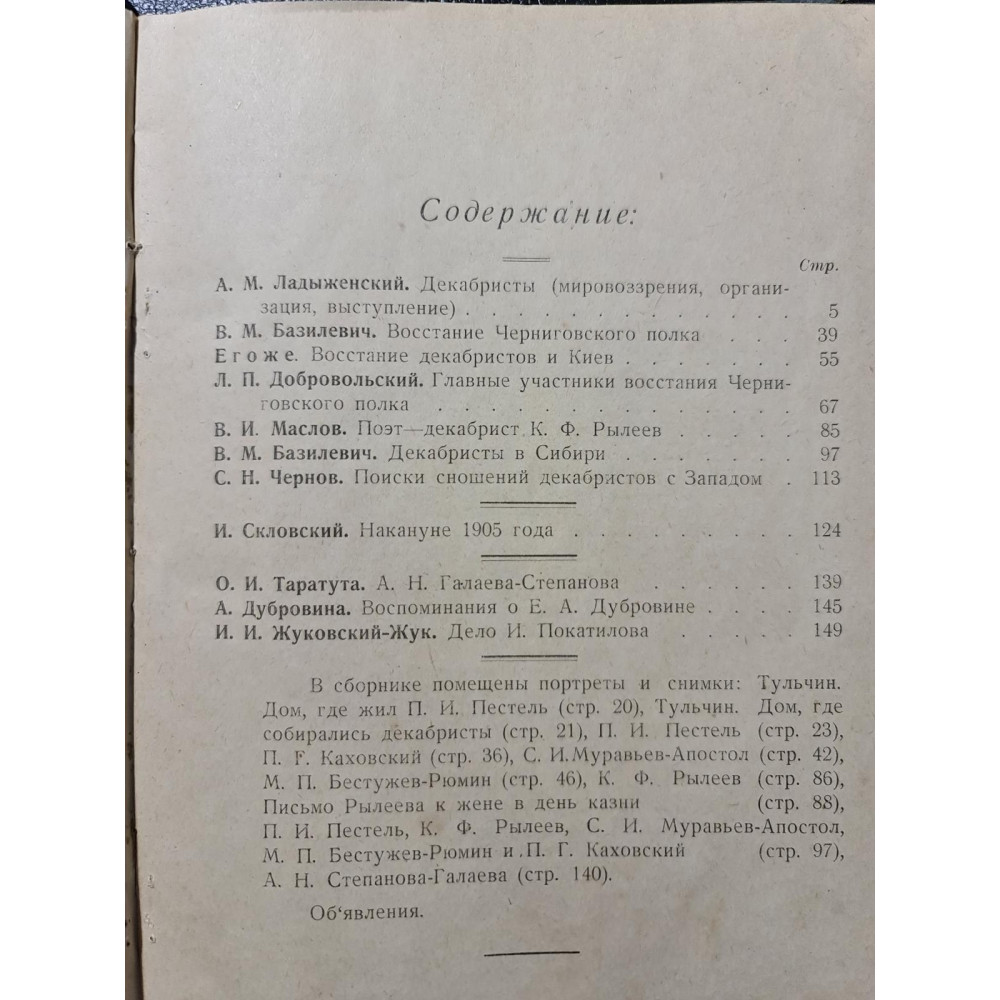 Содержание:
Стр.
А. М. Ладыженский. Декабристы (мировоззрения, органи-
зация, выступление) . . . . . . . . . . . . . 5
В. М. Базилевич. Восстание Черниговского полка . . . 39
Егоже. Восстание декабристов и Киев . . . . . . . 55
Л. П. Добровольский. Главные участники восстания Черни-
говского полка . . . . . . . . . . . . . . 67
В. И. Маслов. Поэт—декабрист К. Ф. Рылеев . . . . . 85
В. М. Базилевич. Декабристы в Сибири . . . . . . . 97
С. Н. Чернов. Поиски сношений декабристов с Западом . 113
И. Скловский. Накануне 1905 года . . . . . . . . . 124
О. И. Таратута. А. Н. Галаева-Степанова . . . . . . 139
А. Дубровина. Воспоминания о Е. А. Дубровине . . . . 145
И. И. Жуковский-Жук. Дело И. Покатилова . . . . . 149
В сборнике помещены портреты и снимки: Тульчин.
Дом, где жил П. И. Пестель (стр. 20), Тульчин. Дом, где
собирались декабристы (стр. 21), П. И. Пестель (стр. 23),
П. Г. Каховский (стр. 36), С. И.Муравьев-Апостол (стр. 42),
М. П. Бестужев-Рюмин (стр. 46), К. Ф. Рылеев (стр. 86),
Письмо Рылеева к жене в день казни (стр. 88),
П. И. Пестель, К. Ф. Рылеев, С. И. Муравьев-Апостол,
М. П. Бестужев-Рюмин и П. Г. Каховский (стр. 97),
А. Н. Степанова-Галаева (стр. 140).
Об‘явления.